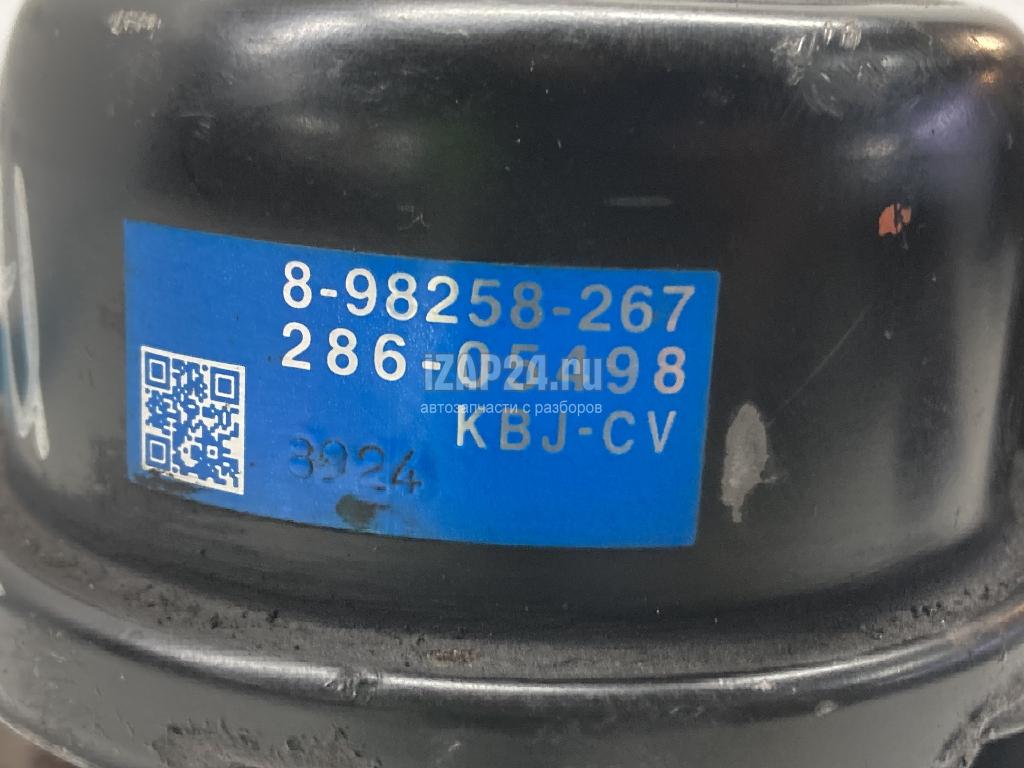 8-98258-267
286-05498
iZAP24.ru
автозапчасти с разборов
KBJ-CV
3924